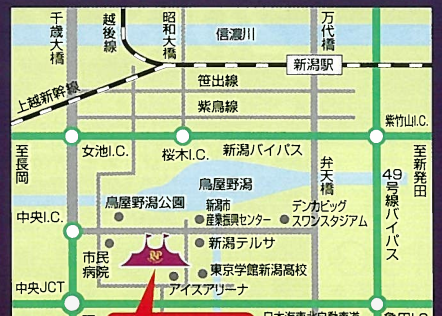 千歳大橋
越後線
昭和大橋
信濃川
万代橋
新潟駅
上越新幹線
笹出線
紫鳥線
紫竹山I.C.
至長岡
女池I.C.
桜木I.C.
新潟バイパス
弁天橋
49号線バイパス
至新発田
鳥屋野潟
鳥屋野潟公園
新潟市
産業振興センター
デンカビッグ
スワンスタジアム
中央I.C.
新潟テルサ
市民
病院
東京学館新潟高校
アイスアリーナ
中央JCT